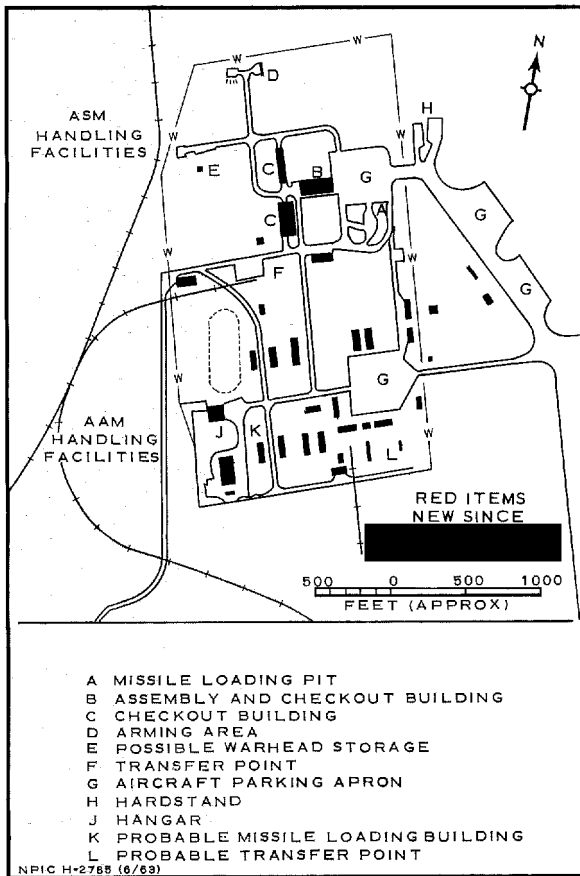 W
W
N
D
ASM
HANDLING
FACILITIES
W
W
H
E
C
B
G
C
A
G
W
W
F
G
W
G
AAM
HANDLING
FACILITIES
J
K
L
W
RED ITEMS
NEW SINCE
500 0 500 1000
FEET (APPROX)
A MISSILE LOADING PIT
B ASSEMBLY AND CHECKOUT BUILDING
C CHECKOUT BUILDING
D ARMING AREA
E POSSIBLE WARHEAD STORAGE
F TRANSFER POINT
G AIRCRAFT PARKING APRON
H HARDSTAND
J HANGAR
K PROBABLE MISSILE LOADING BUILDING
L PROBABLE TRANSFER POINT
NPIC H-2785 (6/63)